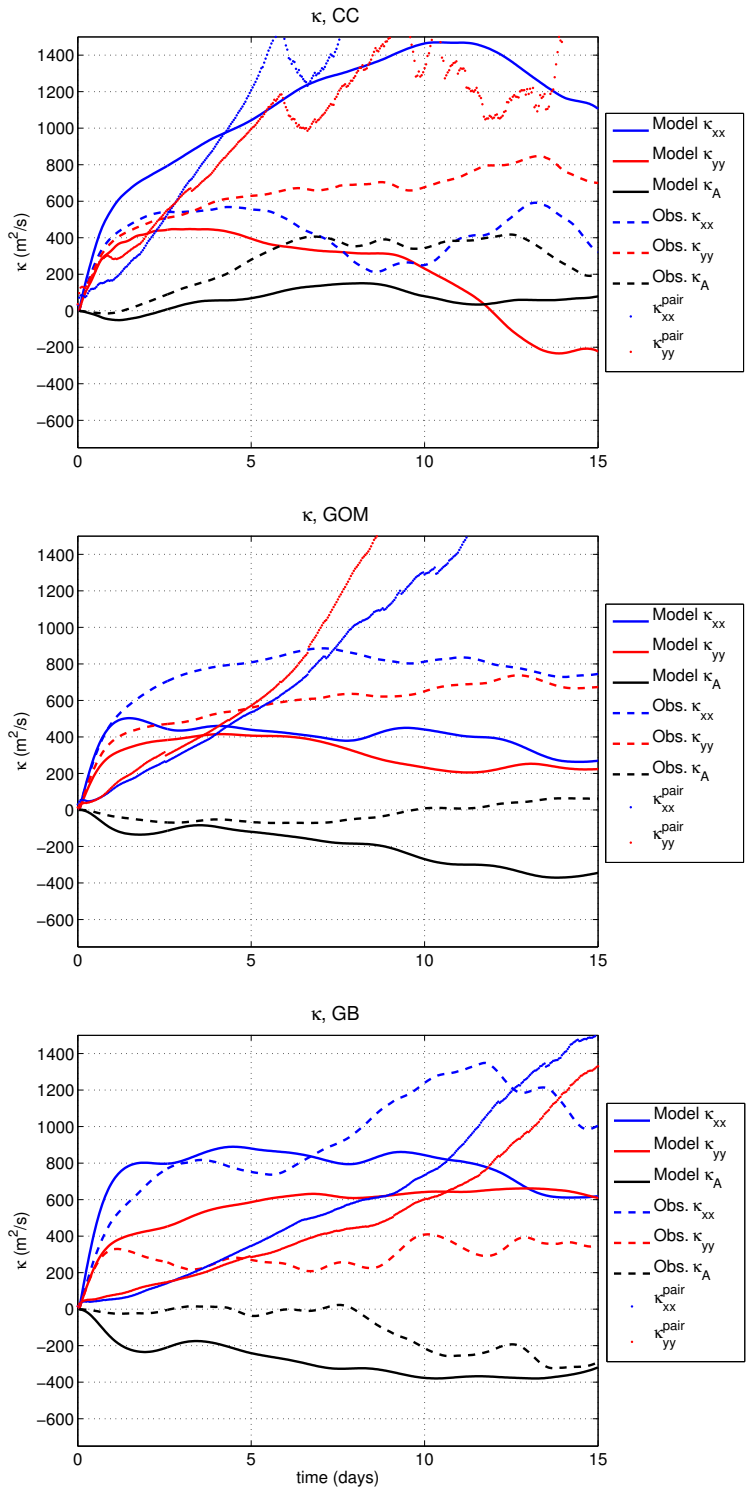 κ, CC
1400
1200
1000
800
600
400
200
0
−200
−400
−600
κ (m²/s)
0
5
10
15
Model κxx
Model κyy
Model κA
Obs. κxx
Obs. κyy
Obs. κA
κxx^pair
κyy^pair
κ, GOM
1400
1200
1000
800
600
400
200
0
−200
−400
−600
κ (m²/s)
0
5
10
15
Model κxx
Model κyy
Model κA
Obs. κxx
Obs. κyy
Obs. κA
κxx^pair
κyy^pair
κ, GB
1400
1200
1000
800
600
400
200
0
−200
−400
−600
κ (m²/s)
0
5
10
15
time (days)
Model κxx
Model κyy
Model κA
Obs. κxx
Obs. κyy
Obs. κA
κxx^pair
κyy^pair